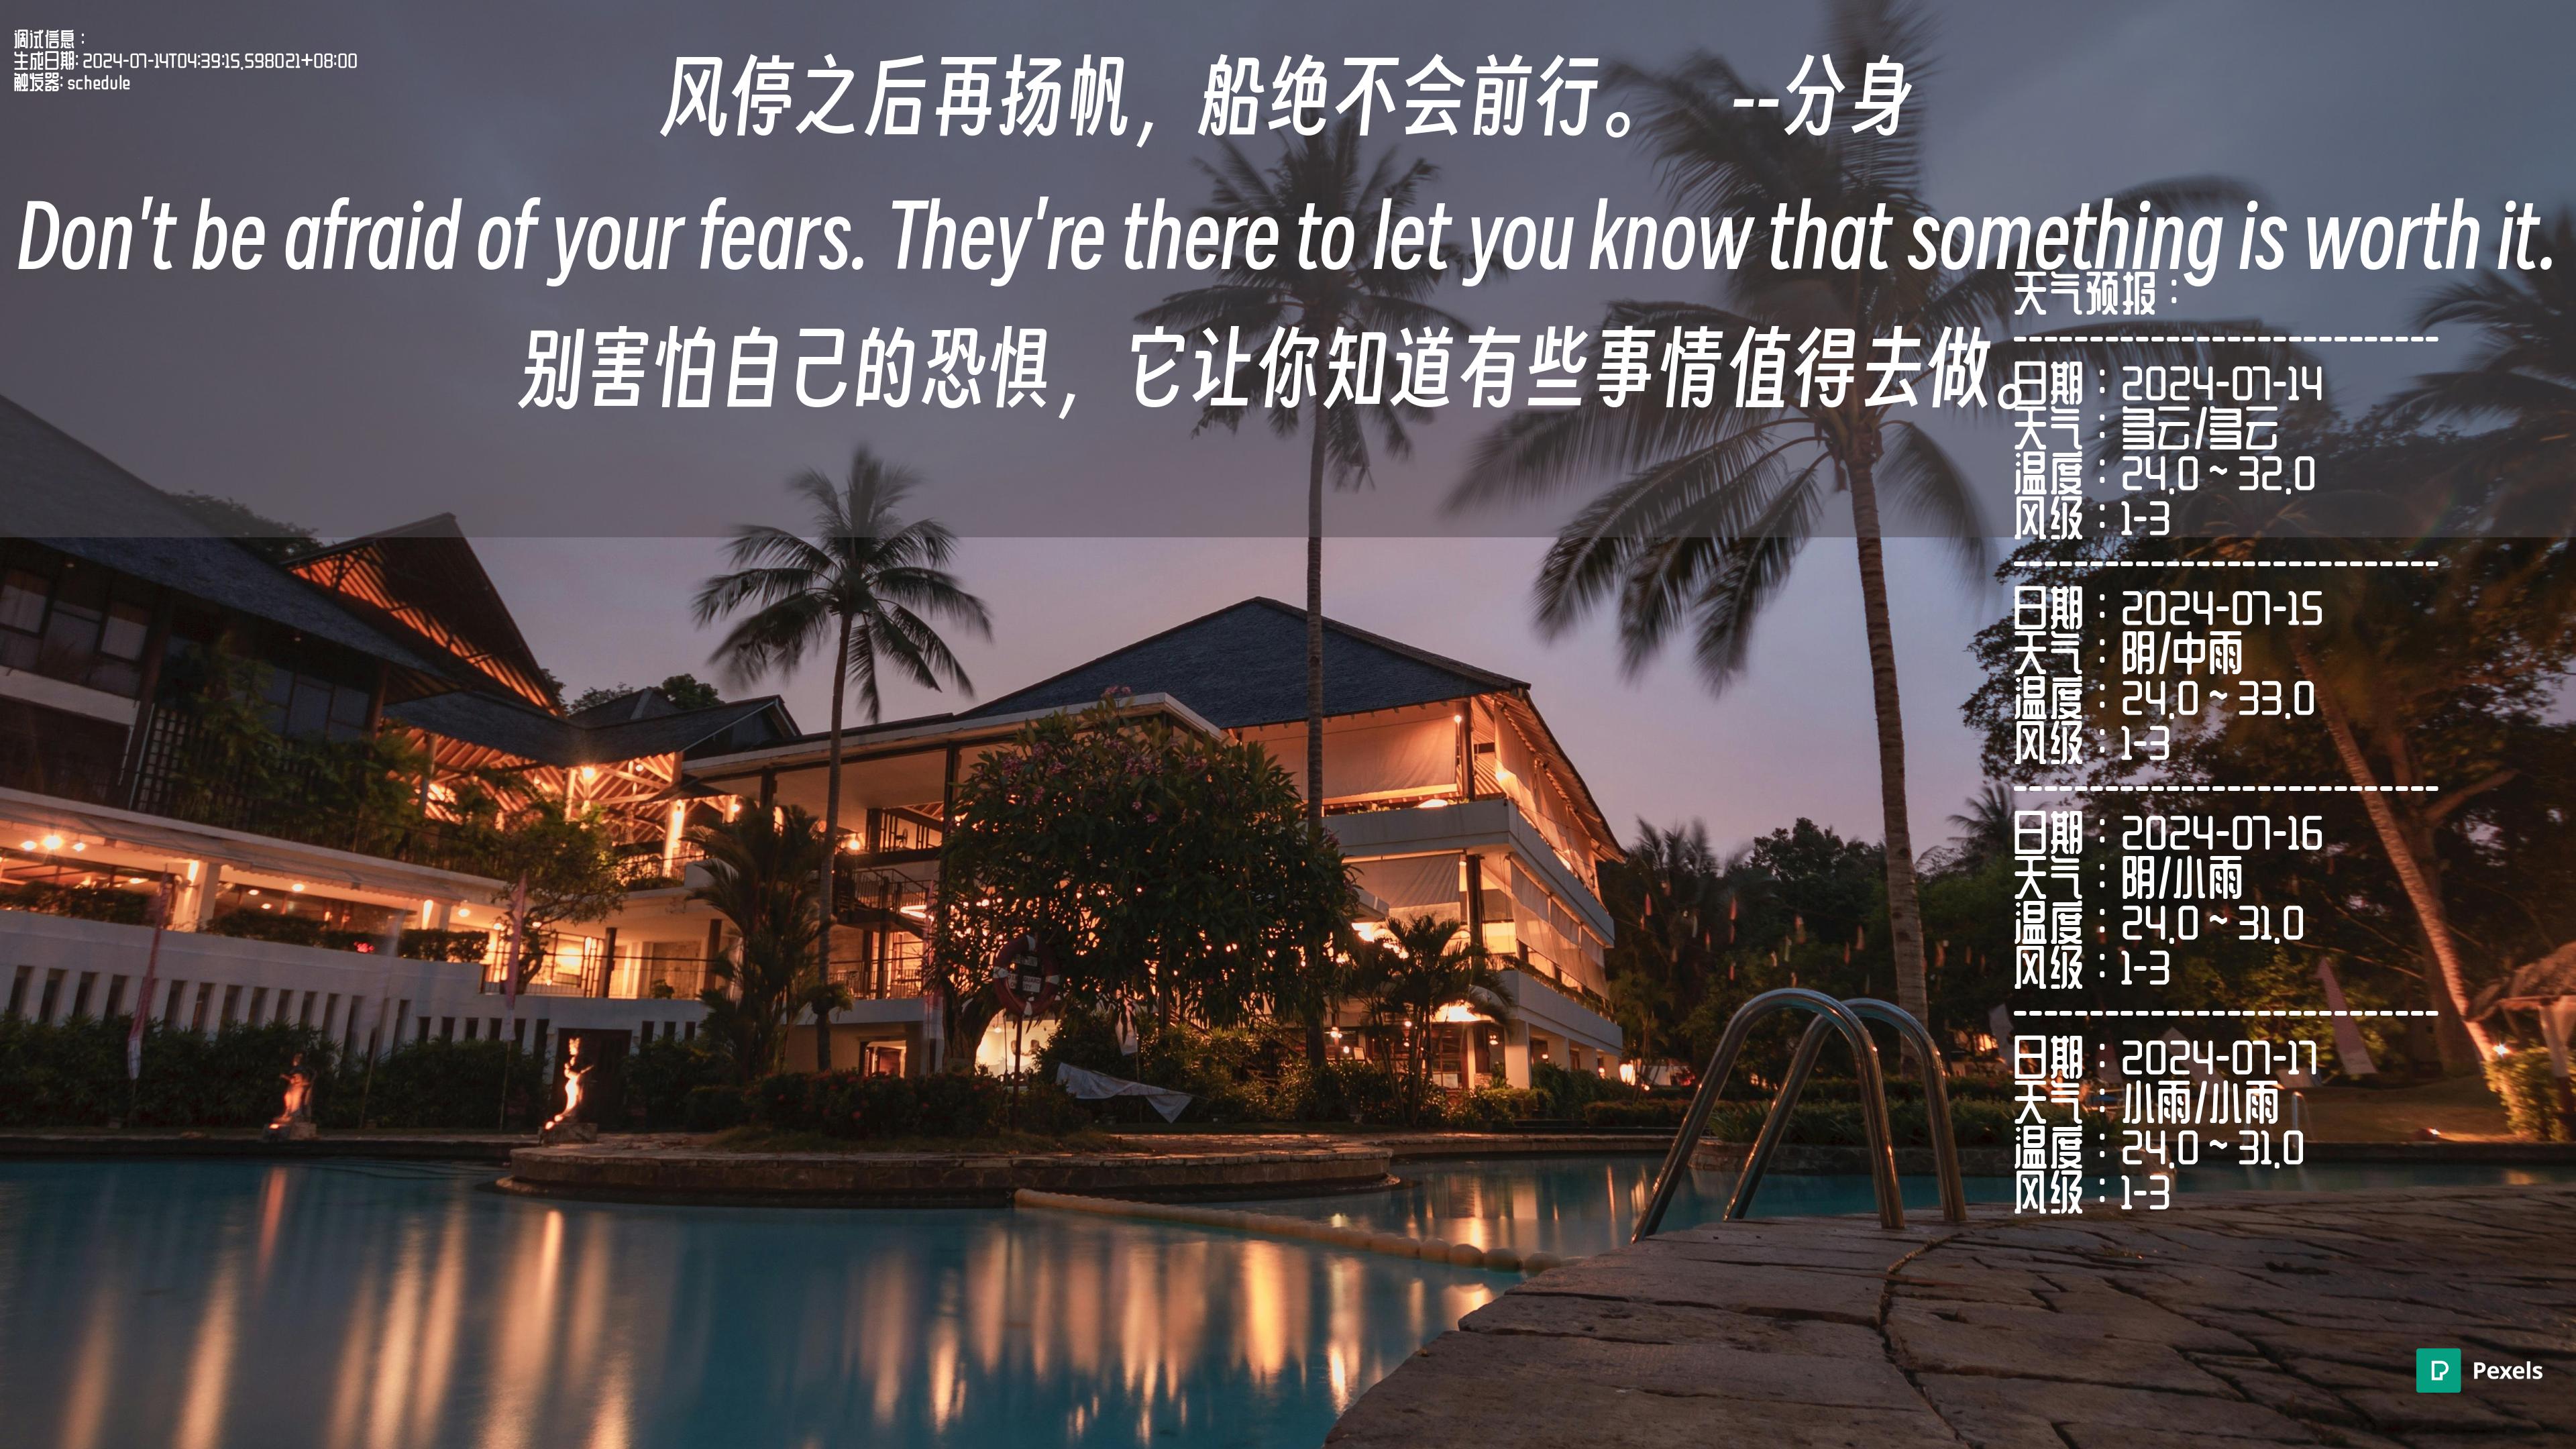 调试信息：
生成日期: 2024-07-14T04:39:15.598021+08:00
触发器: schedule
风停之后再扬帆，船绝不会前行。 --分身
Don't be afraid of your fears. They're there to let you know that something is worth it.
别害怕自己的恐惧，它让你知道有些事情值得去做。
天气预报：
------------------------------
日期：2024-07-14
天气：多云/多云
温度：24.0 ~ 32.0
风级：1-3
------------------------------
日期：2024-07-15
天气：阴/中雨
温度：24.0 ~ 33.0
风级：1-3
------------------------------
日期：2024-07-16
天气：阴/小雨
温度：24.0 ~ 31.0
风级：1-3
------------------------------
日期：2024-07-17
天气：小雨/小雨
温度：24.0 ~ 31.0
风级：1-3
Pexels